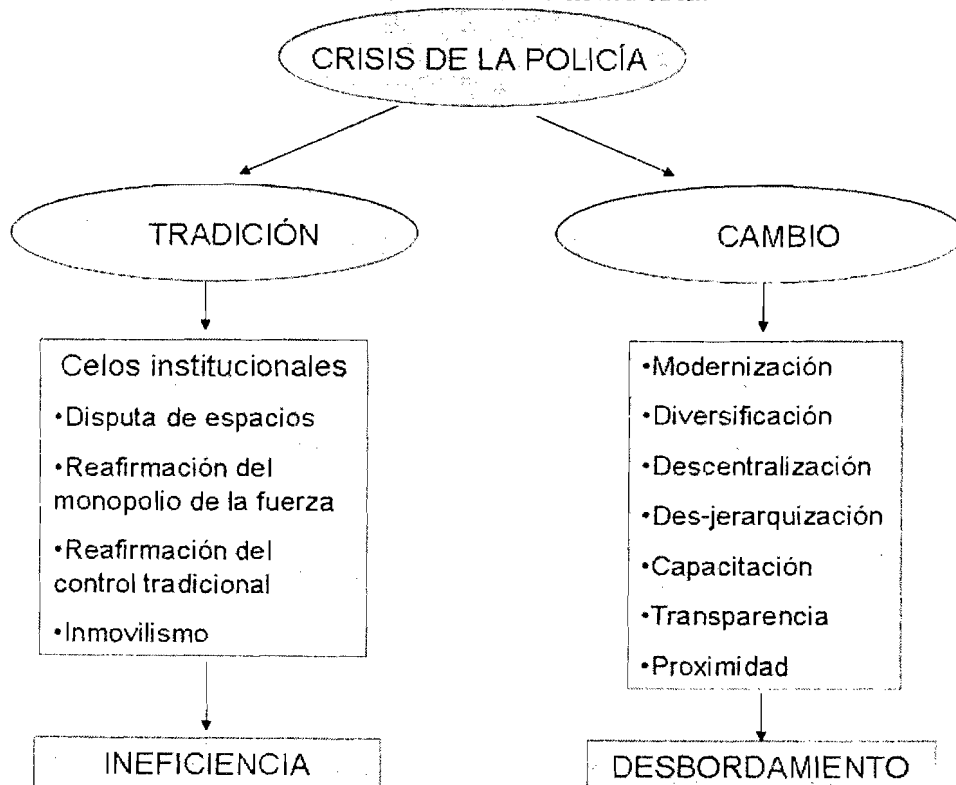 CRISIS DE LA POLICÍA
TRADICIÓN
CAMBIO
Celos institucionales
•Disputa de espacios
•Reafirmación del
monopolio de la fuerza
•Reafirmación del
control tradicional
•Inmovilismo
•Modernización
•Diversificación
•Descentralización
•Des-jerarquización
•Capacitación
•Transparencia
•Proximidad
INEFICIENCIA
DESBORDAMIENTO